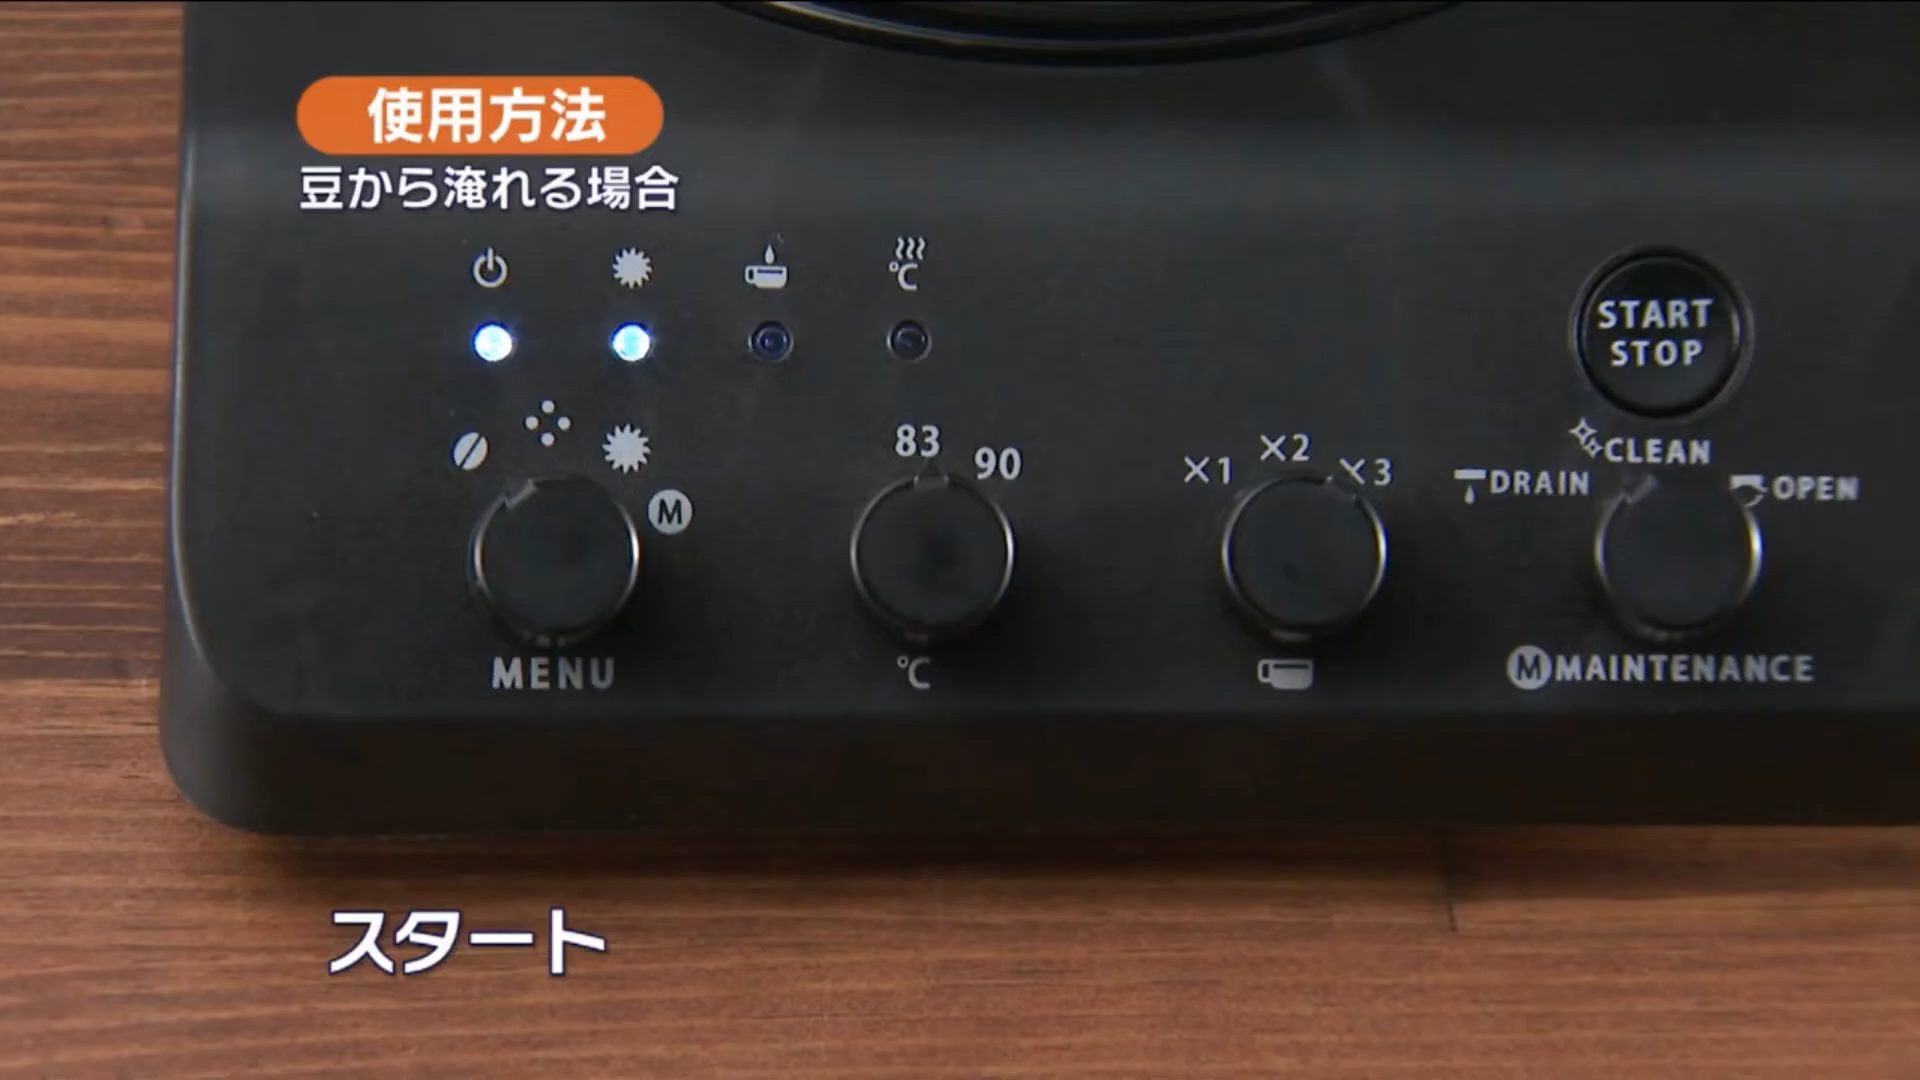 使用方法
豆から淹れる場合
℃
START
STOP
83
90
×1
×2
×3
CLEAN
DRAIN
OPEN
M
MENU
℃
M MAINTENANCE
スタート